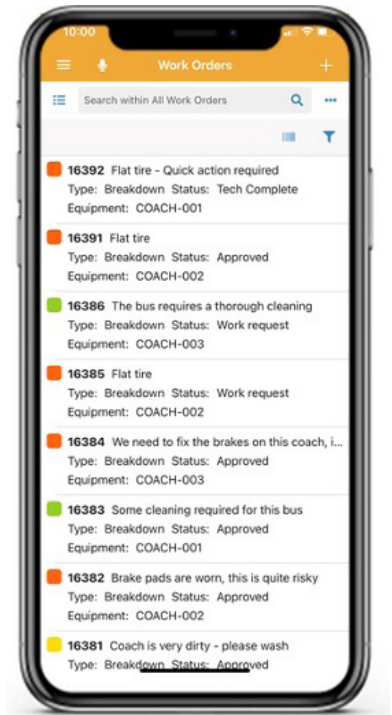 10:00
Work Orders
Search within All Work Orders
16392 Flat tire - Quick action required
Type: Breakdown Status: Tech Complete
Equipment: COACH-001
16391 Flat tire
Type: Breakdown Status: Approved
Equipment: COACH-002
16386 The bus requires a thorough cleaning
Type: Breakdown Status: Work request
Equipment: COACH-003
16385 Flat tire
Type: Breakdown Status: Work request
Equipment: COACH-002
16384 We need to fix the brakes on this coach, i...
Type: Breakdown Status: Approved
Equipment: COACH-003
16383 Some cleaning required for this bus
Type: Breakdown Status: Approved
Equipment: COACH-001
16382 Brake pads are worn, this is quite risky
Type: Breakdown Status: Approved
Equipment: COACH-002
16381 Coach is very dirty - please wash
Type: Breakdown Status: Approved